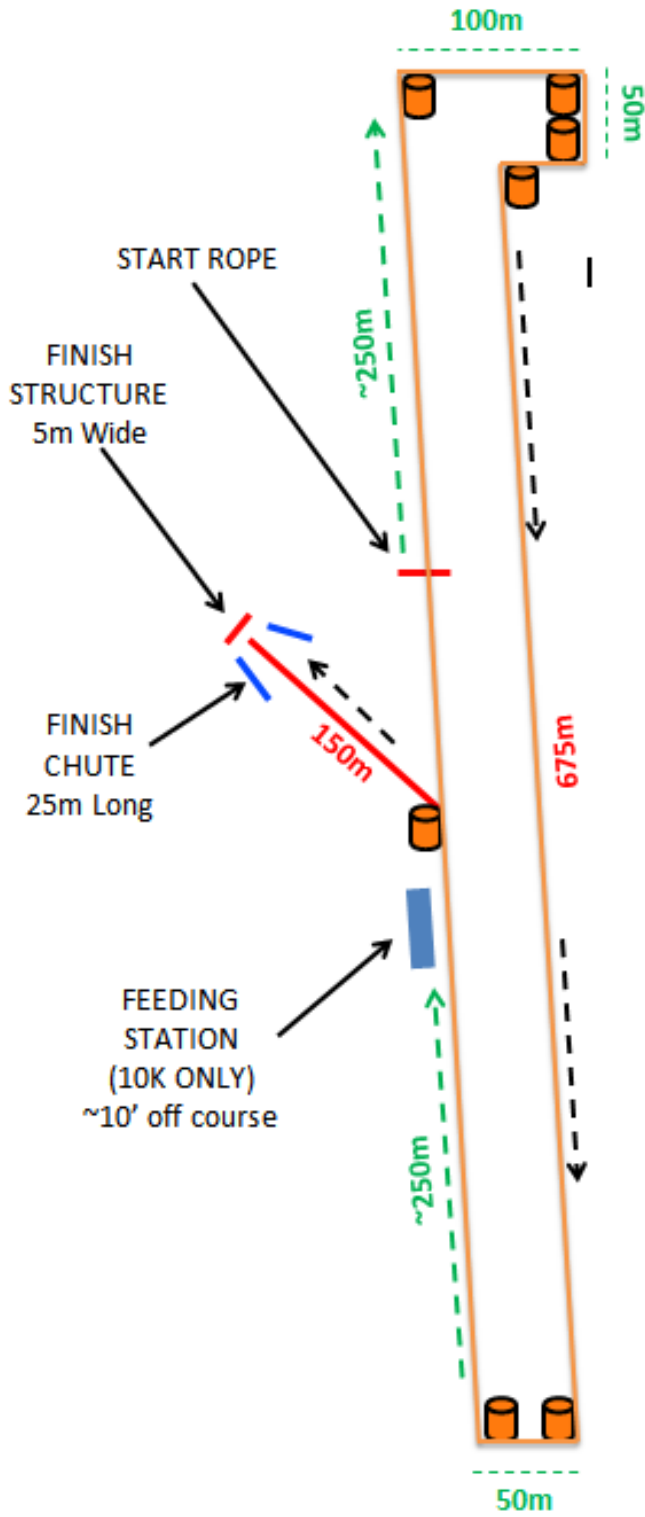 100m
50m
START ROPE
~250m
FINISH
STRUCTURE
5m Wide
150m
675m
FINISH
CHUTE
25m Long
FEEDING
STATION
(10K ONLY)
~10’ off course
~250m
50m